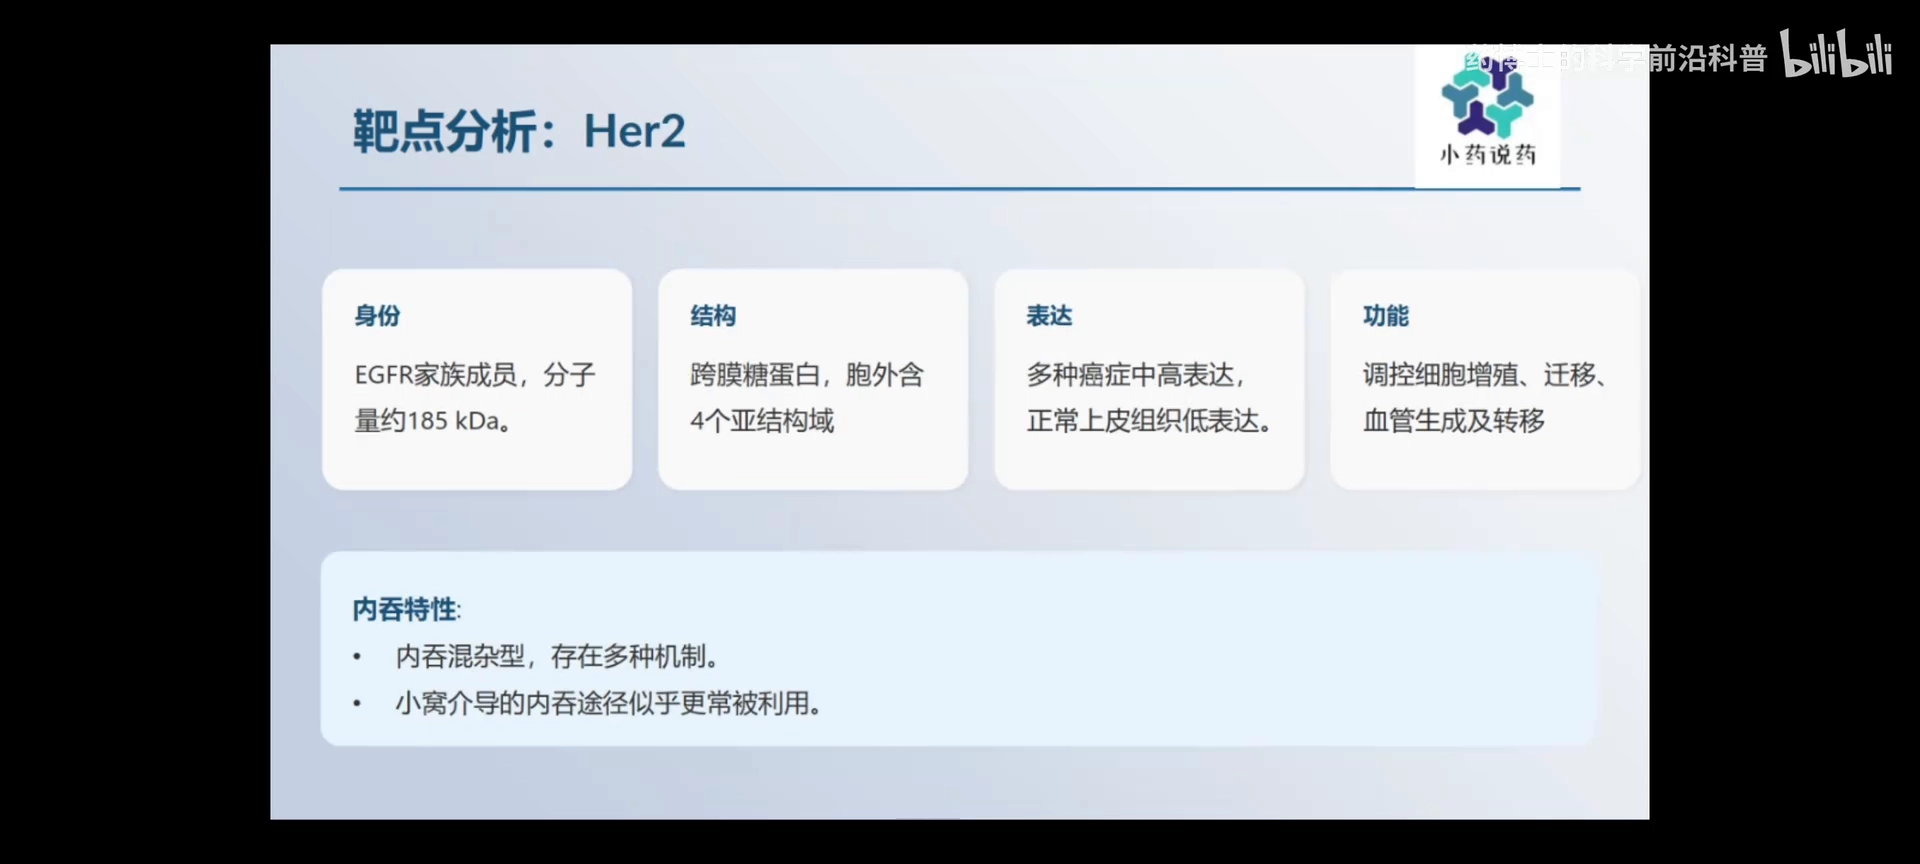 药博士的科学前沿科普 bilibili
靶点分析：Her2
小药说药
身份
EGFR家族成员，分子
量约185 kDa。
结构
跨膜糖蛋白，胞外含
4个亚结构域
表达
多种癌症中高表达，
正常上皮组织低表达。
功能
调控细胞增殖、迁移、
血管生成及转移
内吞特性:
• 内吞混杂型，存在多种机制。
• 小窝介导的内吞途径似乎更常被利用。